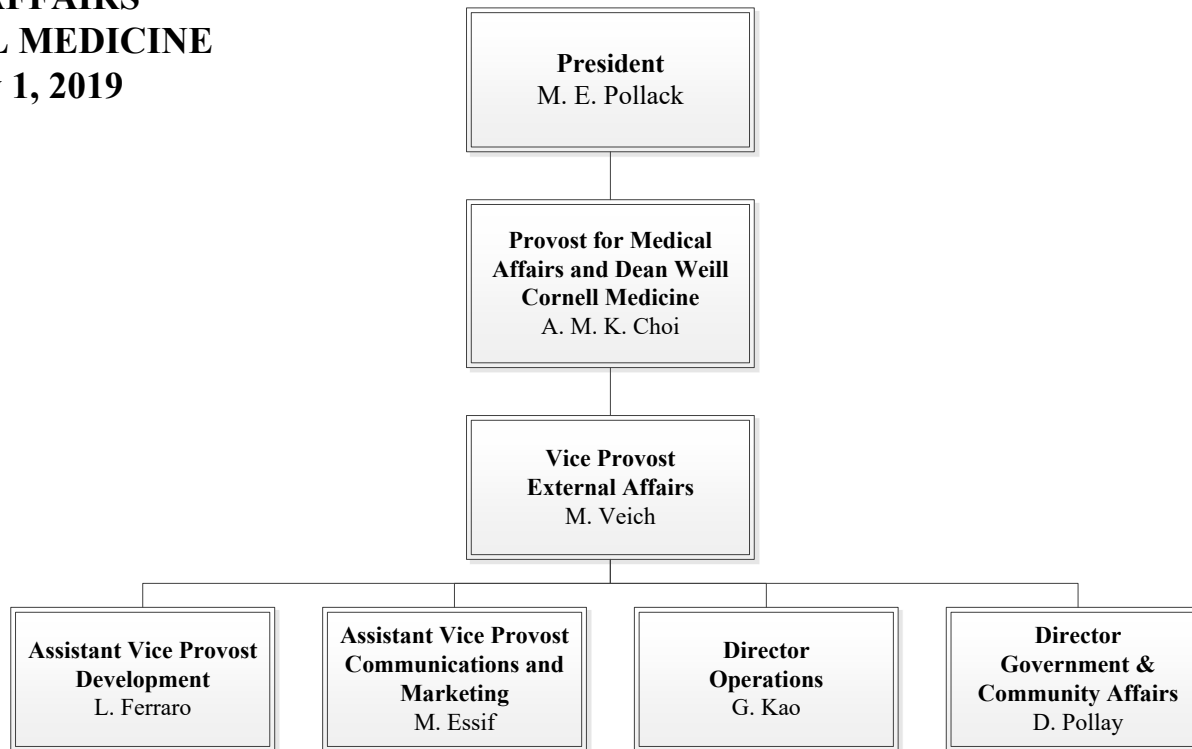 AFFAIRS
MEDICINE
1, 2019
President
M. E. Pollack
Provost for Medical
Affairs and Dean Weill
Cornell Medicine
A. M. K. Choi
Vice Provost
External Affairs
M. Veich
Assistant Vice Provost
Development
L. Ferraro
Assistant Vice Provost
Communications and
Marketing
M. Essif
Director
Operations
G. Kao
Director
Government &
Community Affairs
D. Pollay